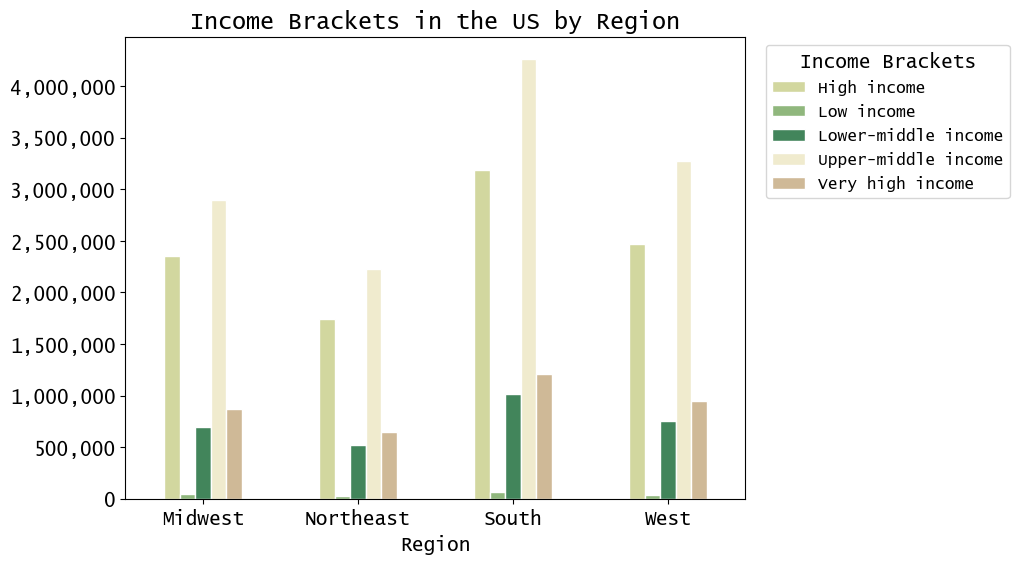 Income Brackets in the US by Region
4,000,000
3,500,000
3,000,000
2,500,000
2,000,000
1,500,000
1,000,000
500,000
0
Midwest Northeast South West
Region
Income Brackets
High income
Low income
Lower-middle income
Upper-middle income
Very high income